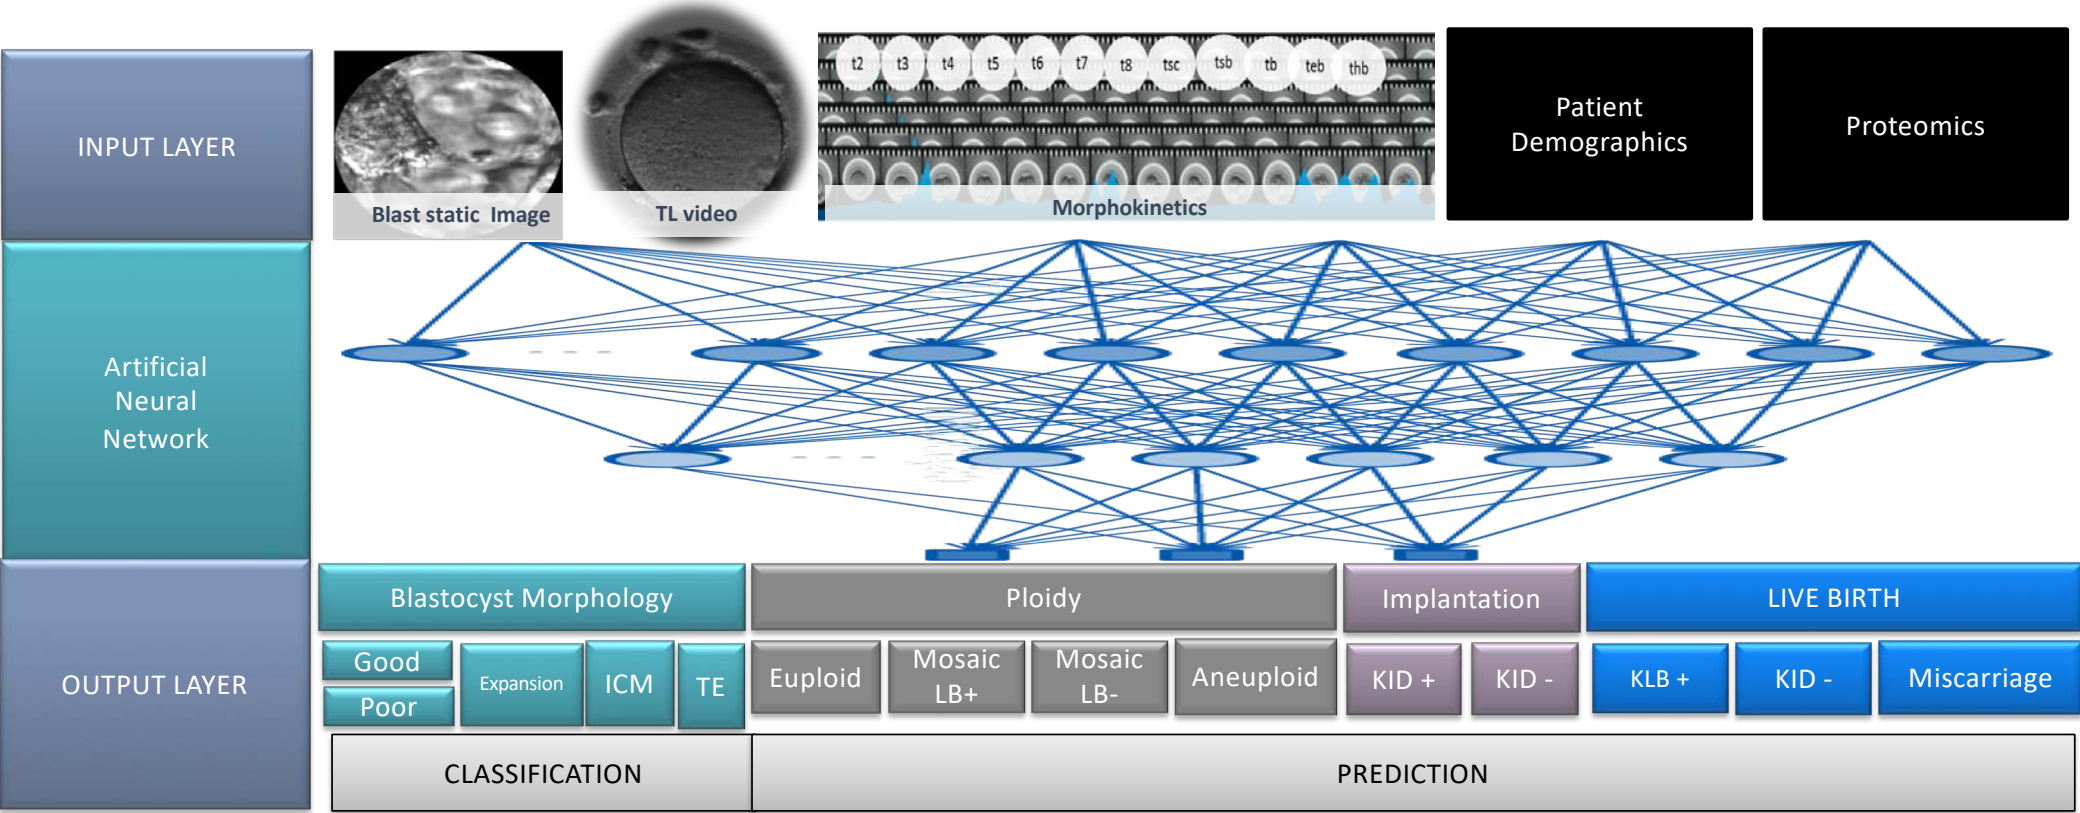 INPUT LAYER
Blast static Image
TL video
t2 t3 t4 t5 t6 t7 t8 tsc tsb tb teb thb
Morphokinetics
Patient
Demographics
Proteomics
Artificial
Neural
Network
OUTPUT LAYER
Blastocyst Morphology
Ploidy
Implantation
LIVE BIRTH
Good
Poor
Expansion
ICM
TE
Euploid
Mosaic
LB+
Mosaic
LB-
Aneuploid
KID +
KID -
KLB +
KID -
Miscarriage
CLASSIFICATION
PREDICTION